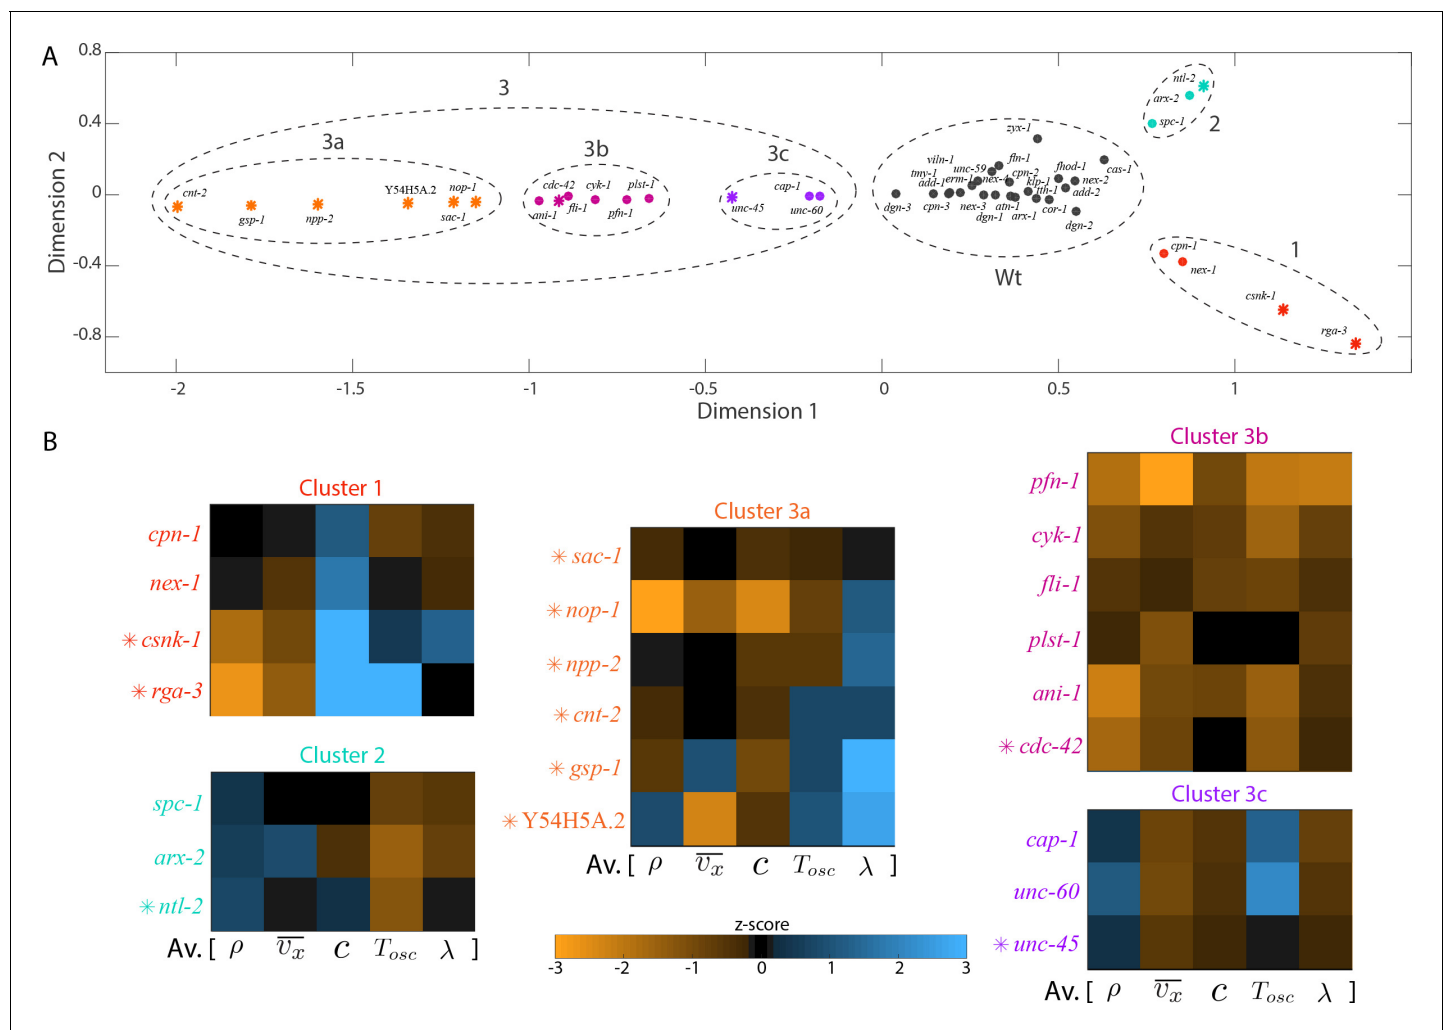 A
Dimension 2
0.8
0.4
0
-0.4
-0.8
3
3a
3b
3c
Wt
2
1
cnt-2
gsp-1
npp-2
Y54H5A.2
nop-1
sac-1
cdc-42
cyk-1
plst-1
ani-1
fli-1
pfn-1
cap-1
unc-45
unc-60
zyx-1
viln-1
unc-59
fln-1
fhod-1
cas-1
tmy-1
add-1
erm-1
nex-4
cpn-2
klp-1
tth-1
nex-2
add-2
dgn-3
cpn-3
nex-3
atn-1
dgn-1
arx-1
cor-1
dgn-2
ntl-2
arx-2
spc-1
cpn-1
nex-1
csnk-1
rga-3
-2 -1.5 -1 -0.5 0 0.5 1
Dimension 1
B
Cluster 1
cpn-1
nex-1
✳ csnk-1
✳ rga-3
Cluster 2
spc-1
arx-2
✳ ntl-2
Av. [ ρ v̅ₓ c Tosc λ ]
Cluster 3a
✳ sac-1
✳ nop-1
✳ npp-2
✳ cnt-2
✳ gsp-1
✳ Y54H5A.2
Av. [ ρ v̅ₓ c Tosc λ ]
z-score
-3 -2 -1 0 1 2 3
Cluster 3b
pfn-1
cyk-1
fli-1
plst-1
ani-1
✳ cdc-42
Cluster 3c
cap-1
unc-60
✳ unc-45
Av. [ ρ v̅ₓ c Tosc λ ]